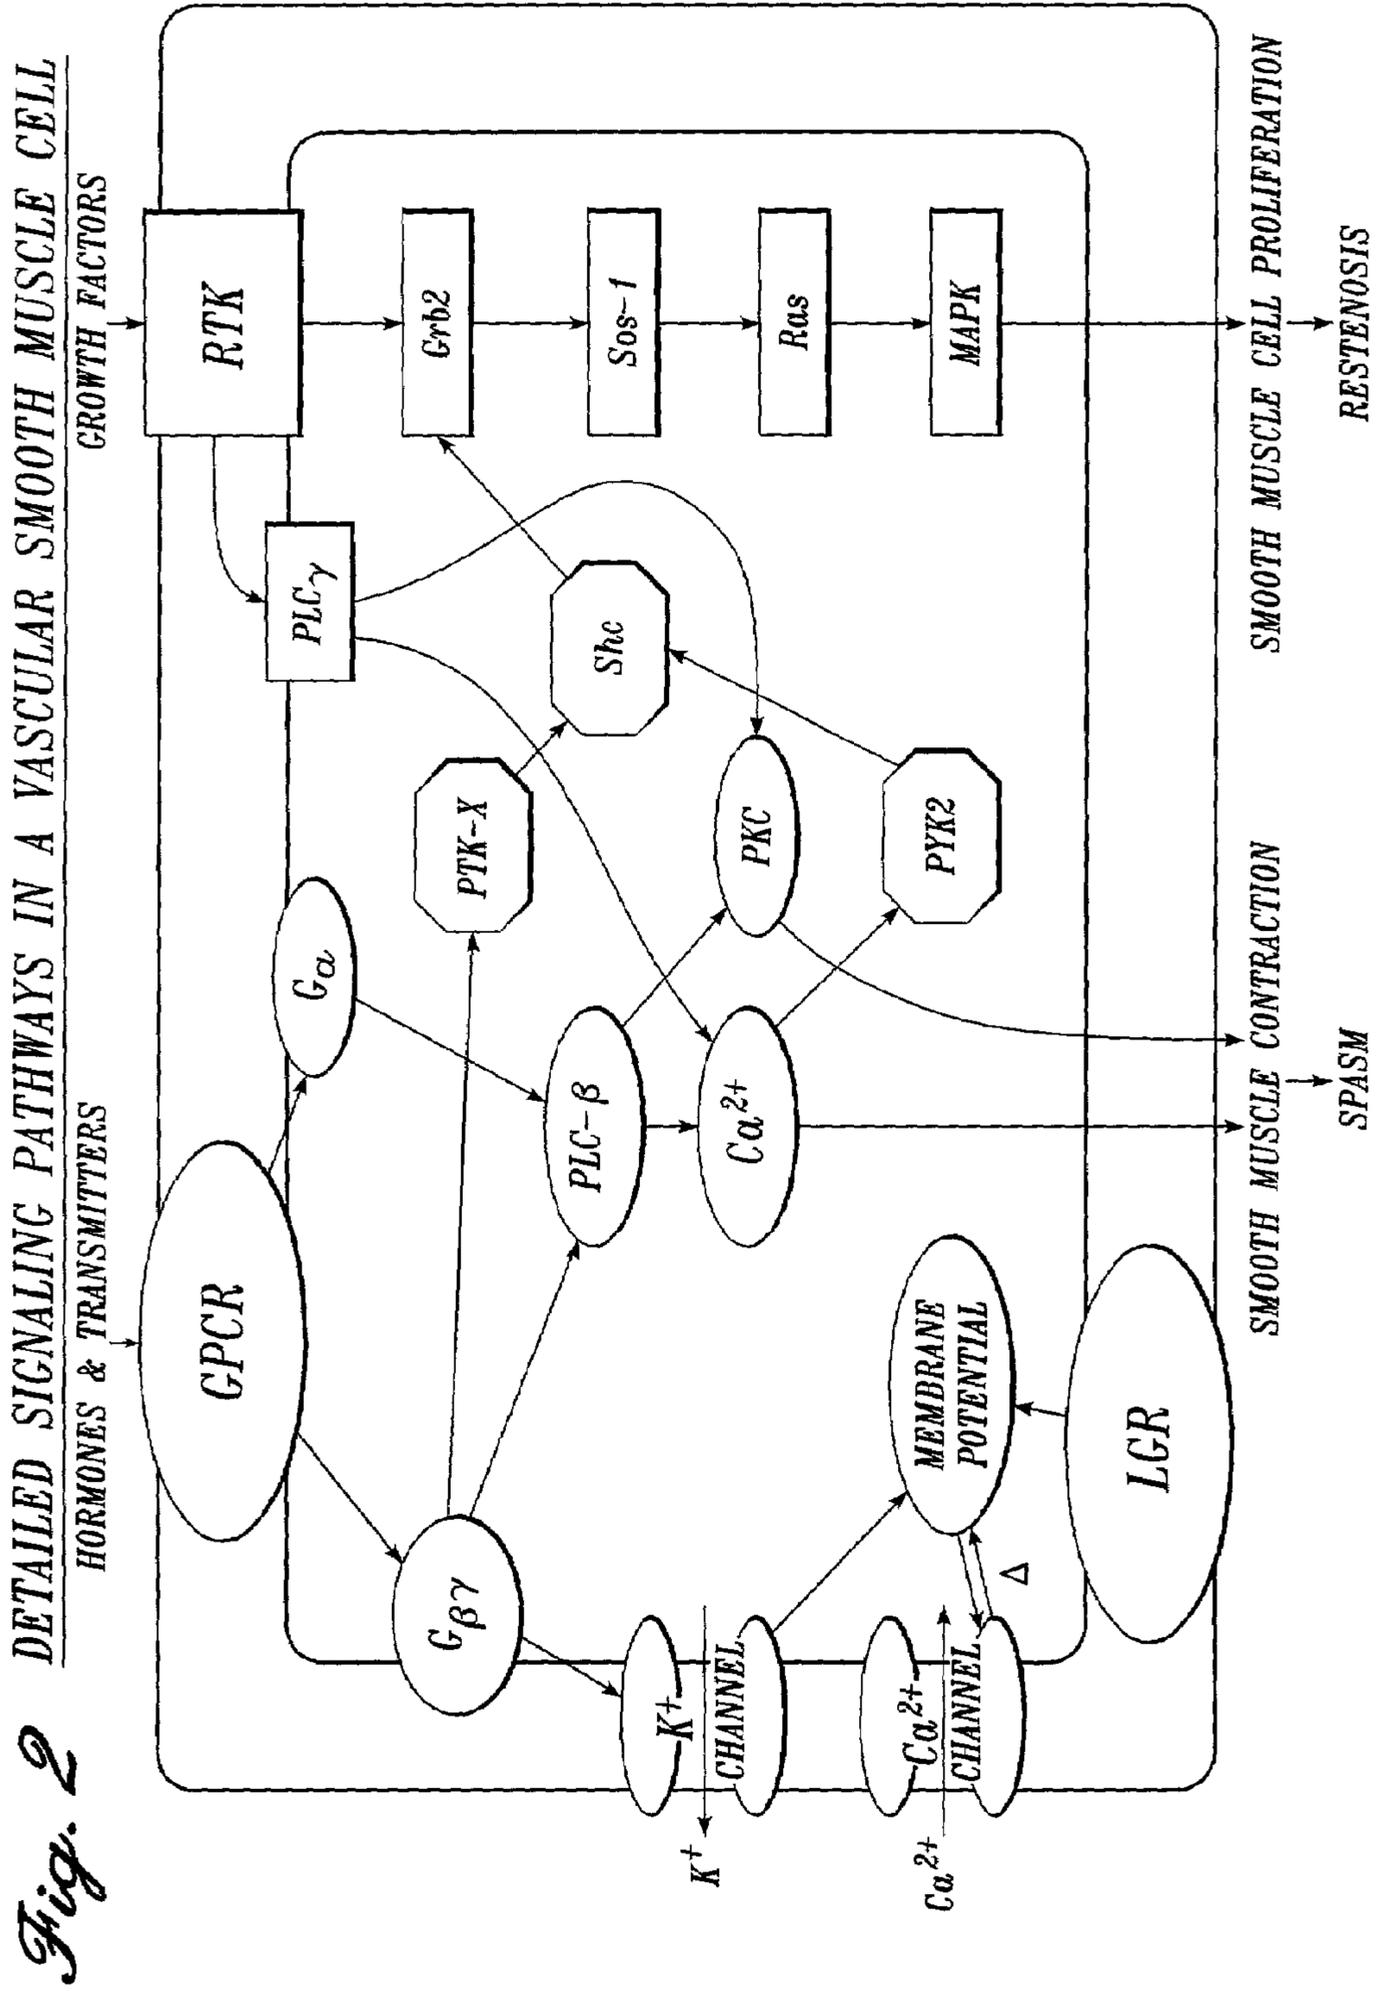 Fig. 2
DETAILED SIGNALING PATHWAYS IN A VASCULAR SMOOTH MUSCLE CELL
HORMONES & TRANSMITTERS
GROWTH FACTORS
GPCR
RTK
Gα
PLCγ
Gβγ
PTK-X
Grb2
PLC-β
Shc
Sos-1
K+
CHANNEL
K+
Ca2+
PKC
Ras
Ca2+
CHANNEL
Ca2+
Δ
MEMBRANE
POTENTIAL
PYK2
MAPK
LGR
SMOOTH MUSCLE CONTRACTION
SMOOTH MUSCLE CELL PROLIFERATION
SPASM
RESTENOSIS